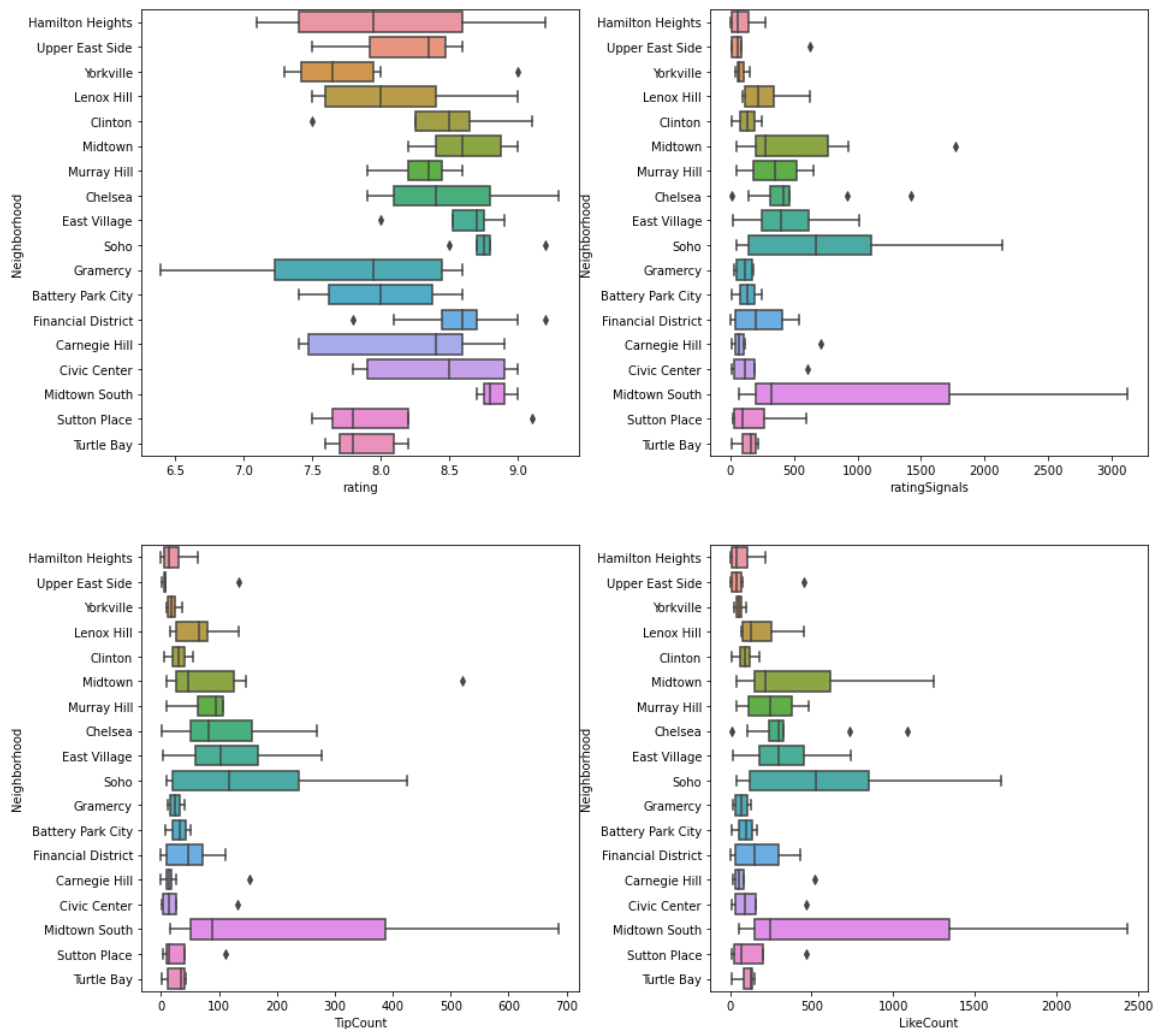 Neighborhood
Hamilton Heights
Upper East Side
Yorkville
Lenox Hill
Clinton
Midtown
Murray Hill
Chelsea
East Village
Soho
Gramercy
Battery Park City
Financial District
Carnegie Hill
Civic Center
Midtown South
Sutton Place
Turtle Bay
6.5 7.0 7.5 8.0 8.5 9.0
rating
Neighborhood
Hamilton Heights
Upper East Side
Yorkville
Lenox Hill
Clinton
Midtown
Murray Hill
Chelsea
East Village
Soho
Gramercy
Battery Park City
Financial District
Carnegie Hill
Civic Center
Midtown South
Sutton Place
Turtle Bay
0 500 1000 1500 2000 2500 3000
ratingSignals
Neighborhood
Hamilton Heights
Upper East Side
Yorkville
Lenox Hill
Clinton
Midtown
Murray Hill
Chelsea
East Village
Soho
Gramercy
Battery Park City
Financial District
Carnegie Hill
Civic Center
Midtown South
Sutton Place
Turtle Bay
0 100 200 300 400 500 600 700
TipCount
Neighborhood
Hamilton Heights
Upper East Side
Yorkville
Lenox Hill
Clinton
Midtown
Murray Hill
Chelsea
East Village
Soho
Gramercy
Battery Park City
Financial District
Carnegie Hill
Civic Center
Midtown South
Sutton Place
Turtle Bay
0 500 1000 1500 2000 2500
LikeCount